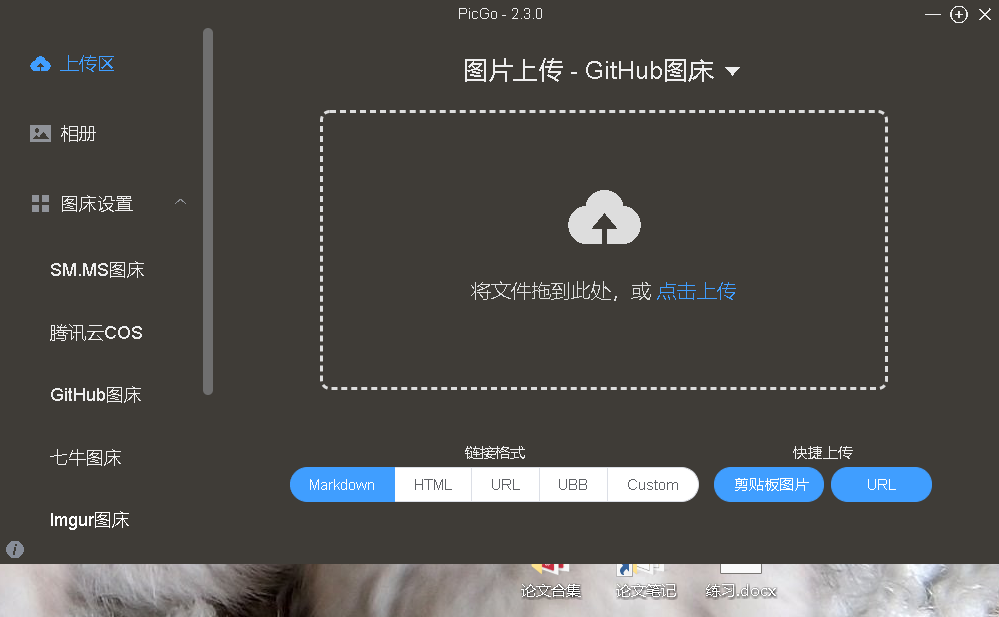 PicGo - 2.3.0
上传区
相册
图床设置
SM.MS图床
腾讯云COS
GitHub图床
七牛图床
Imgur图床
图片上传 - GitHub图床
将文件拖到此处，或 点击上传
链接格式
快捷上传
Markdown HTML URL UBB Custom
剪贴板图片 URL
论文合集 论文笔记 练习.docx